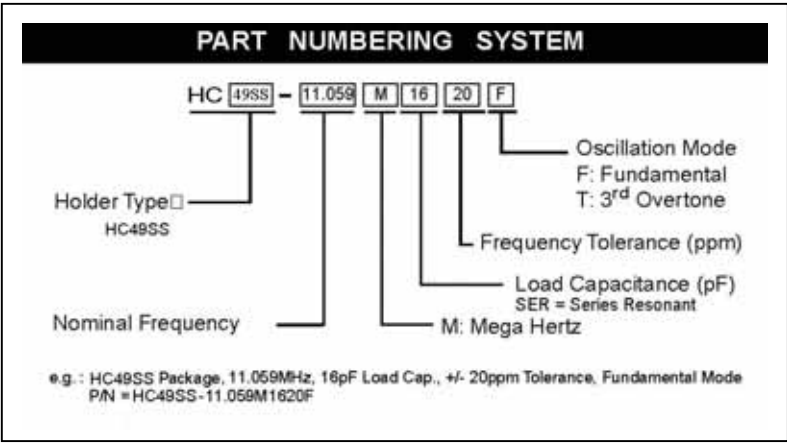 PART NUMBERING SYSTEM
HC 49SS - 11.059 M 16 20 F
Oscillation Mode
F: Fundamental
T: 3rd Overtone
Holder Type□
HC49SS
Frequency Tolerance (ppm)
Load Capacitance (pF)
SER = Series Resonant
Nominal Frequency
M: Mega Hertz
e.g. : HC49SS Package, 11.059MHz, 16pF Load Cap., +/- 20ppm Tolerance, Fundamental Mode
P/N =HC49SS-11.059M1620F